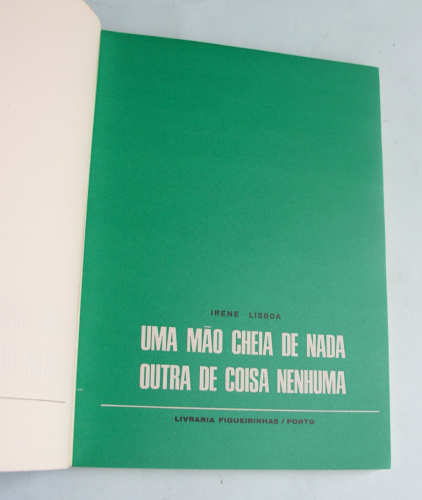 IRENE LISBOA
UMA MÃO CHEIA DE NADA
OUTRA DE COISA NENHUMA
LIVRARIA FIGUEIRINHAS / PORTO